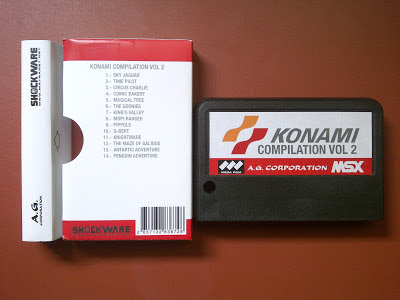 SHOCKWARE
A.G.
CORPORATION
KONAMI COMPILATION VOL 2
1.- SKY JAGUAR
2.- TIME PILOT
3.- CIRCUS CHARLIE
4.- COMIC BAKERY
5.- MAGICAL TREE
6.- THE GOONIES
7.- KING'S VALLEY
8.- MOPI RANGER
9.- PIPPOLS
10.- Q-BERT
11.- KNIGHTMARE
12.- THE MAZE OF GALIOUS
13.- ANTARTIC ADVENTURE
14.- PENGUIN ADVENTURE
SHOCKWARE
KONAMI
COMPILATION VOL 2
MEGA ROM
A.G. CORPORATION
MSX